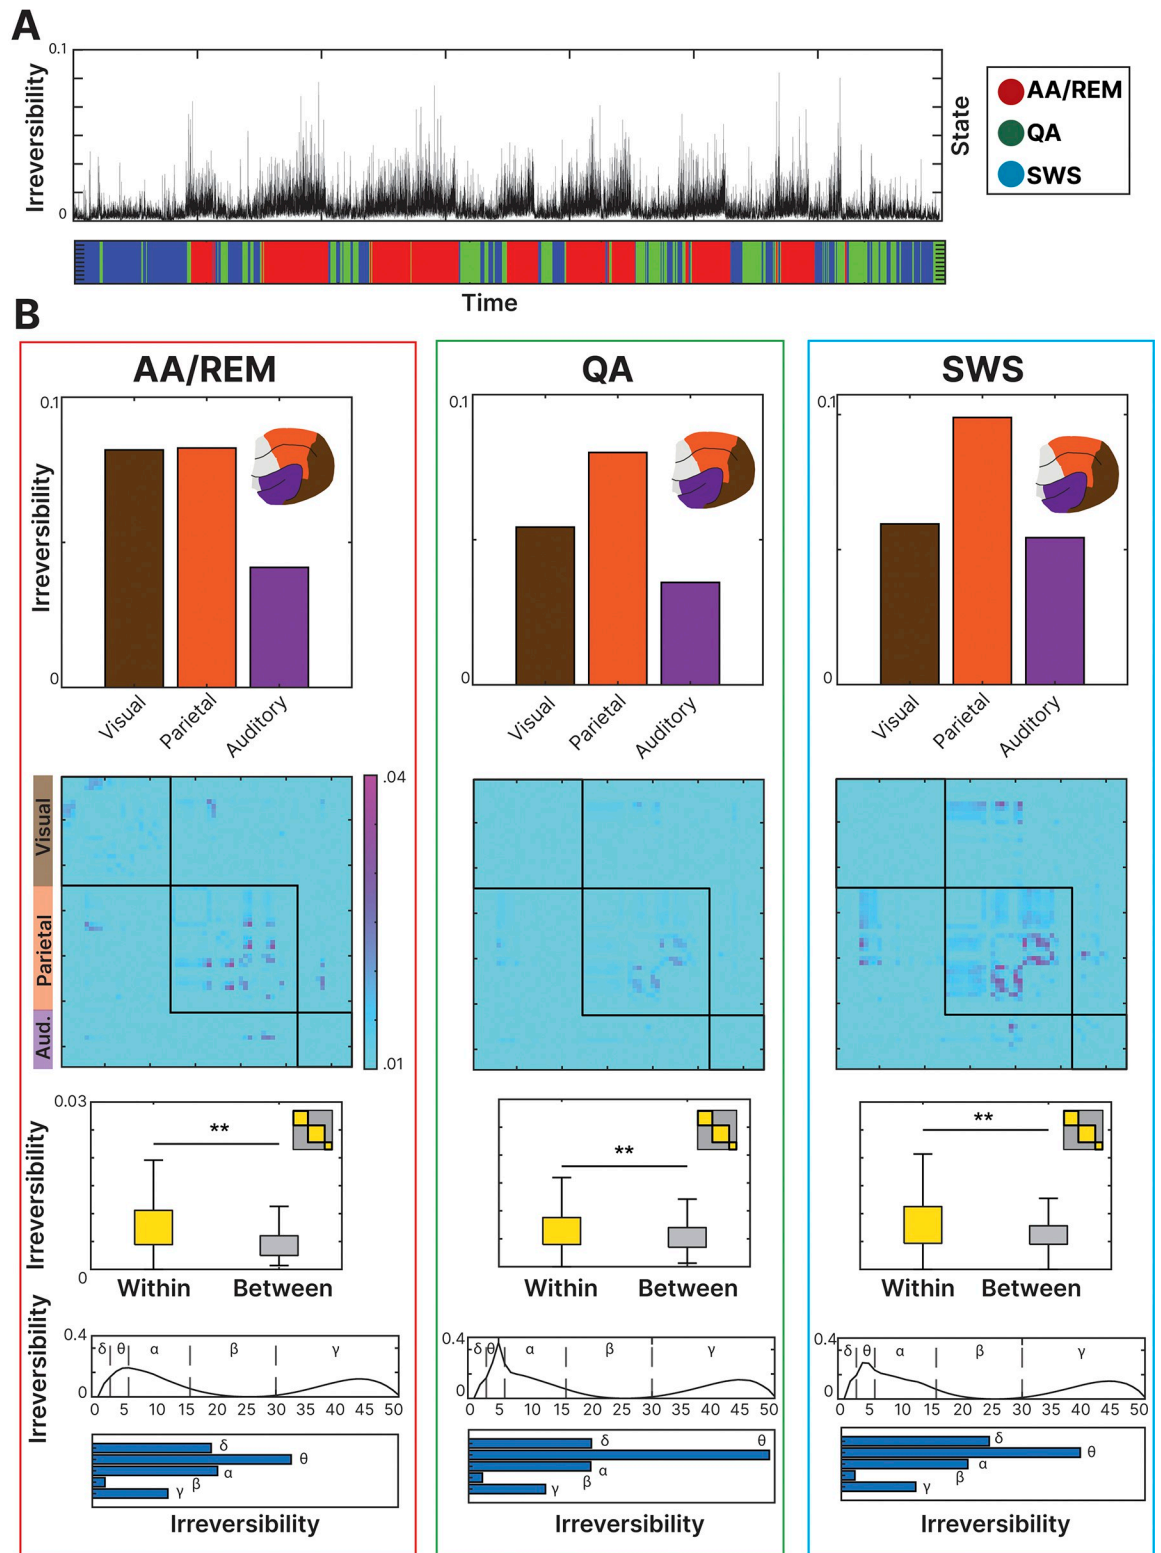 A
0.1
Irreversibility
0
State
AA/REM
QA
SWS
Time
B
AA/REM
QA
SWS
0.1
Irreversibility
0
Visual
Parietal
Auditory
0.1
0
Visual
Parietal
Auditory
0.1
0
Visual
Parietal
Auditory
Visual
Parietal
Aud.
.04
.01
0.03
Irreversibility
0
**
Within Between
**
Within Between
**
Within Between
Irreversibility
0.4
0
δ θ α β γ
0 5 10 15 20 25 30 35 40 45 50
0.4
0
δ θ α β γ
0 5 10 15 20 25 30 35 40 45 50
0.4
0
δ θ α β γ
0 5 10 15 20 25 30 35 40 45 50
δ
θ
α
β
γ
Irreversibility
δ
θ
α
β
γ
Irreversibility
δ
θ
α
β
γ
Irreversibility